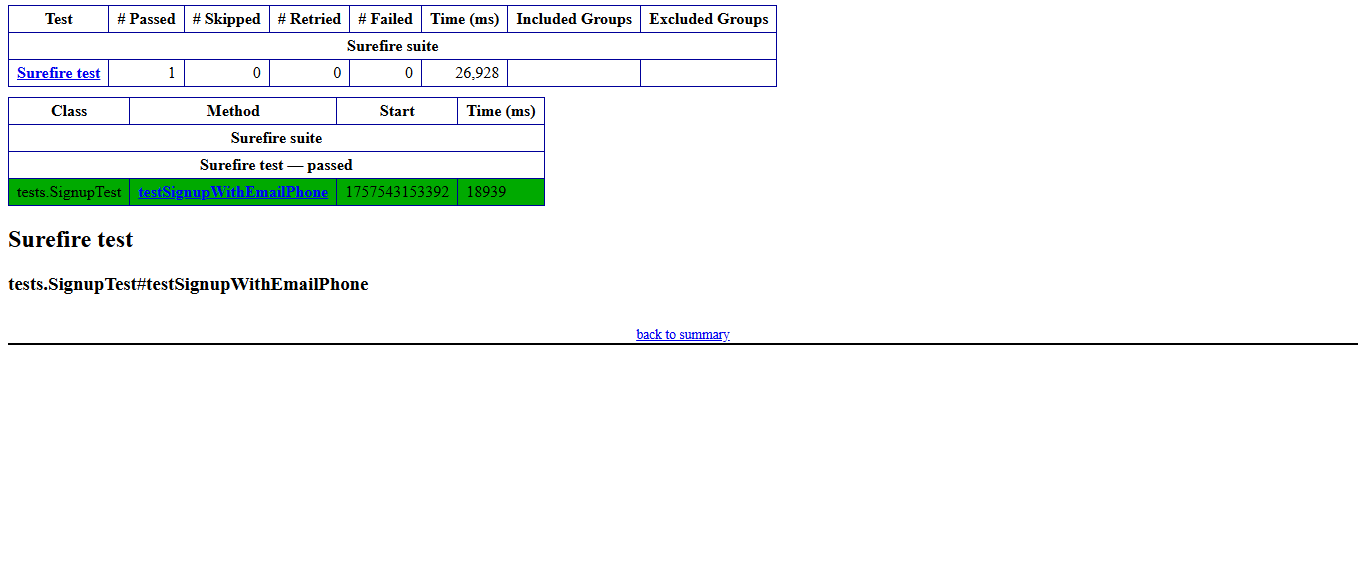 Test # Passed # Skipped # Retried # Failed Time (ms) Included Groups Excluded Groups
Surefire suite
Surefire test 1 0 0 0 26,928
Class Method Start Time (ms)
Surefire suite
Surefire test — passed
tests.SignupTest testSignupWithEmailPhone 1757543153392 18939
Surefire test
tests.SignupTest#testSignupWithEmailPhone
back to summary